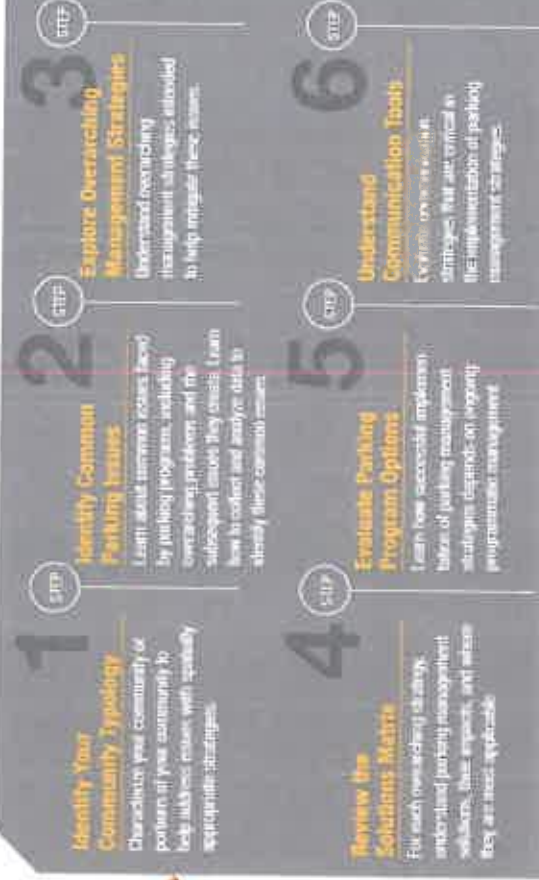 STEP
1
Identify Your
Community Typology
Characterize your community or
portions of your community to
help address issues with spatially
appropriate strategies.
STEP
2
Identify Common
Parking Issues
Learn about common issues faced
by parking programs, including
overarching problems and the
subsequent issues they create. Learn
how to collect and analyze data to
identify these common issues.
STEP
3
Explore Overarching
Management Strategies
Understand overarching
management strategies intended
to help mitigate these issues.
STEP
4
Review the
Solutions Matrix
For each overarching strategy,
understand parking management
solutions, their impacts, and where
they are most applicable.
STEP
5
Evaluate Parking
Program Options
Learn how successful implemen-
tation of parking management
strategies depends on ongoing
programmatic management.
STEP
6
Understand
Communication Tools
Evaluate communication
strategies that are critical in
the implementation of parking
management strategies.